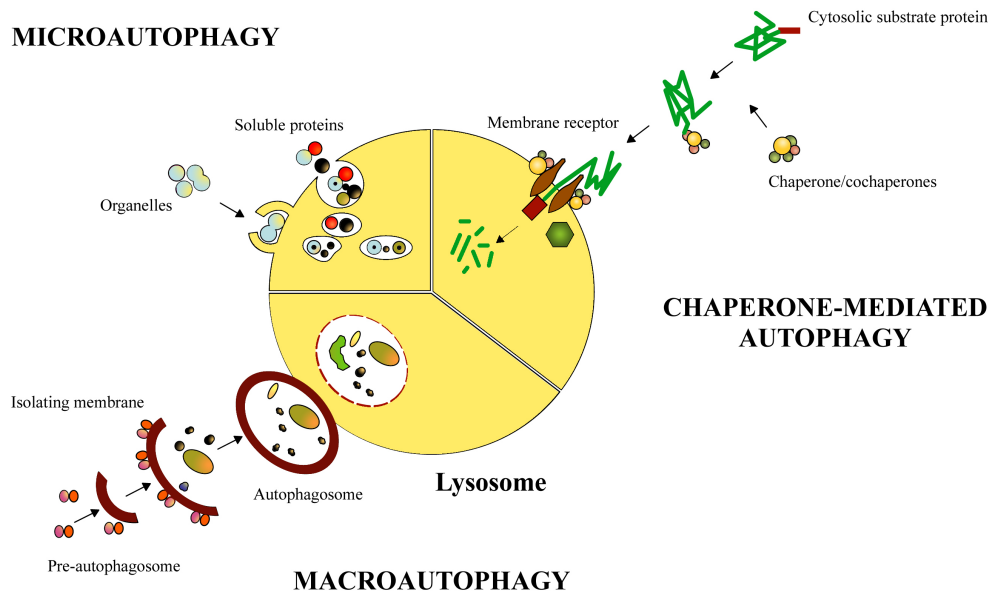 MICROAUTOPHAGY
Cytosolic substrate protein
Soluble proteins
Membrane receptor
Organelles
Chaperone/cochaperones
CHAPERONE-MEDIATED
AUTOPHAGY
Isolating membrane
Lysosome
Autophagosome
Pre-autophagosome
MACROAUTOPHAGY